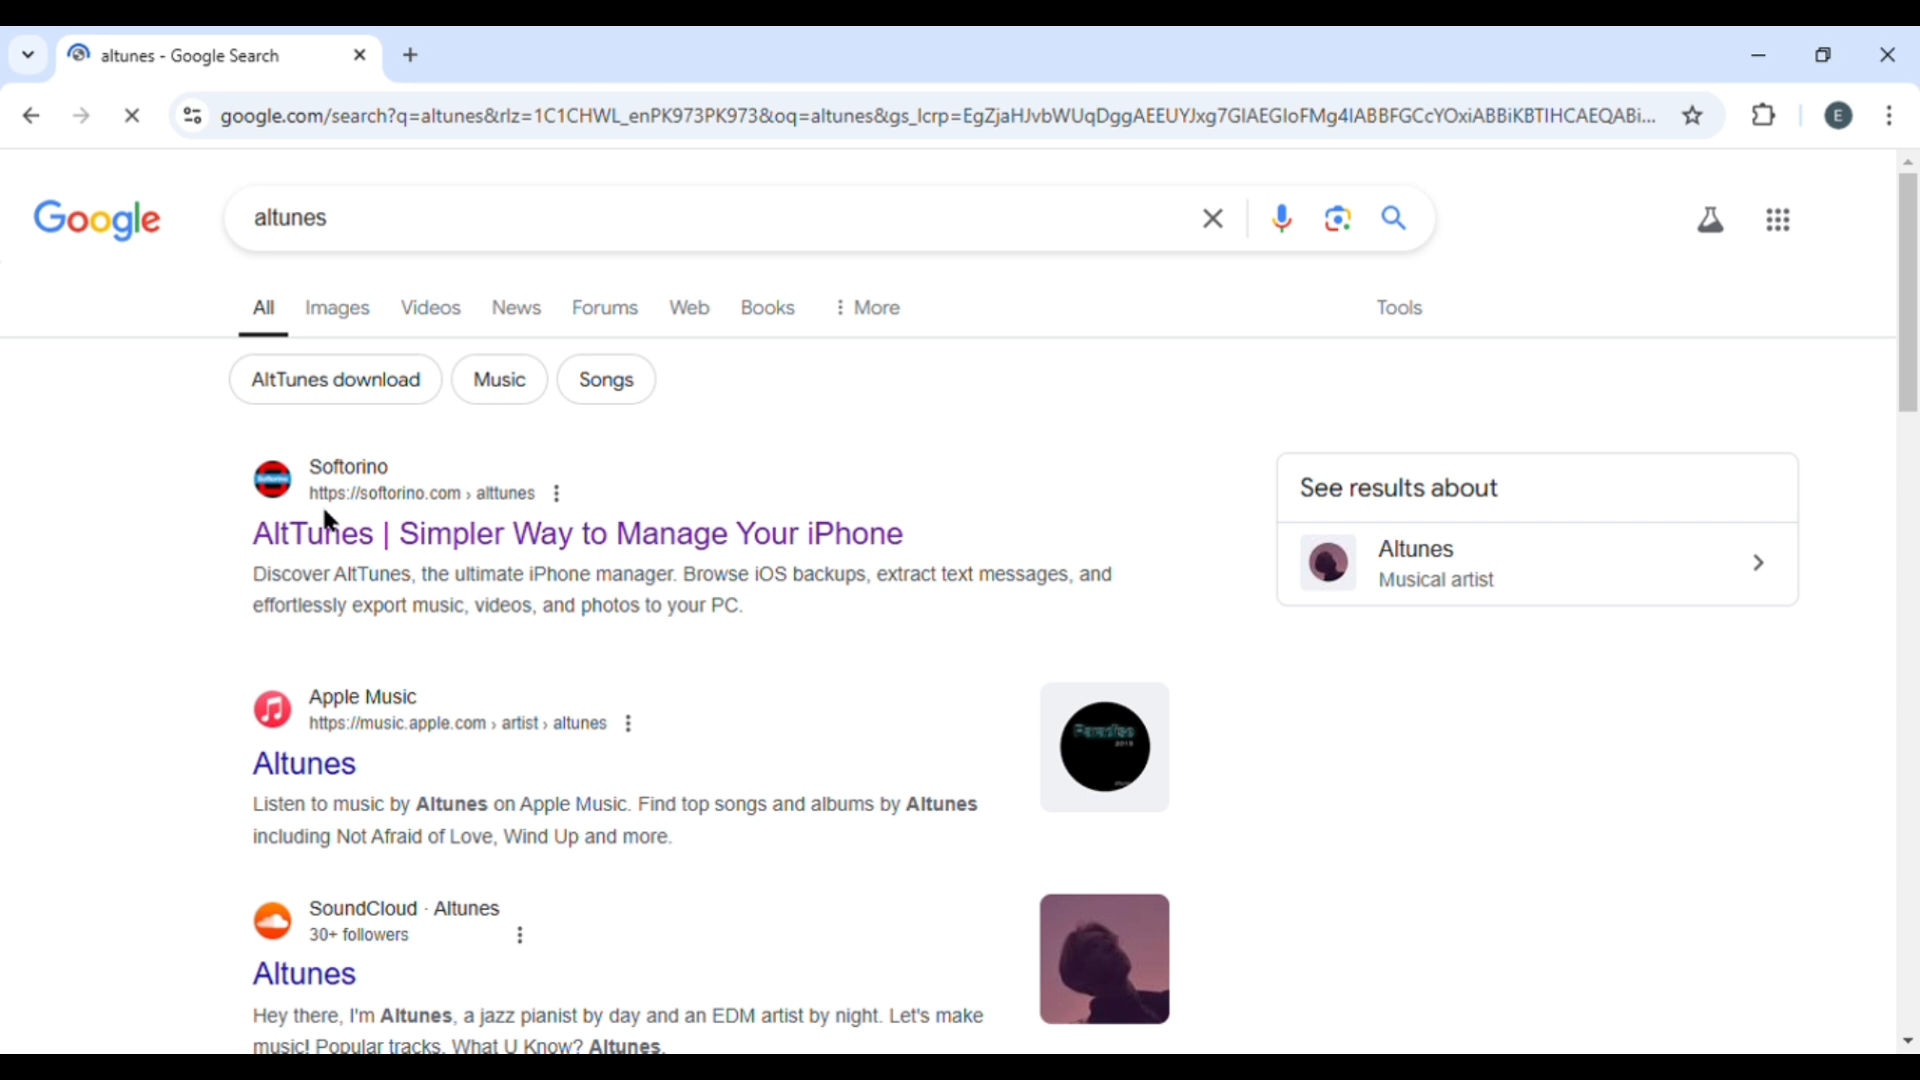 altunes - Google Search
google.com/search?q=altunes&rlz=1C1CHWL_enPK973PK973&oq=altunes&gs_lcrp=EgZjaHJvbWUqDggAEEUYJxg7GIAEGIoFMg4IABBFGCcYOxiABBiKBTIHCAEQABi...
E
Google
altunes
All Images Videos News Forums Web Books More Tools
AltTunes download Music Songs
Softorino
https://softorino.com › alttunes
AltTunes | Simpler Way to Manage Your iPhone
Discover AltTunes, the ultimate iPhone manager. Browse iOS backups, extract text messages, and
effortlessly export music, videos, and photos to your PC.
See results about
Altunes
Musical artist
Apple Music
https://music.apple.com › artist › altunes
Altunes
Listen to music by Altunes on Apple Music. Find top songs and albums by Altunes
including Not Afraid of Love, Wind Up and more.
Paradise
2015
SoundCloud · Altunes
30+ followers
Altunes
Hey there, I'm Altunes, a jazz pianist by day and an EDM artist by night. Let's make
music! Popular tracks. What U Know? Altunes.